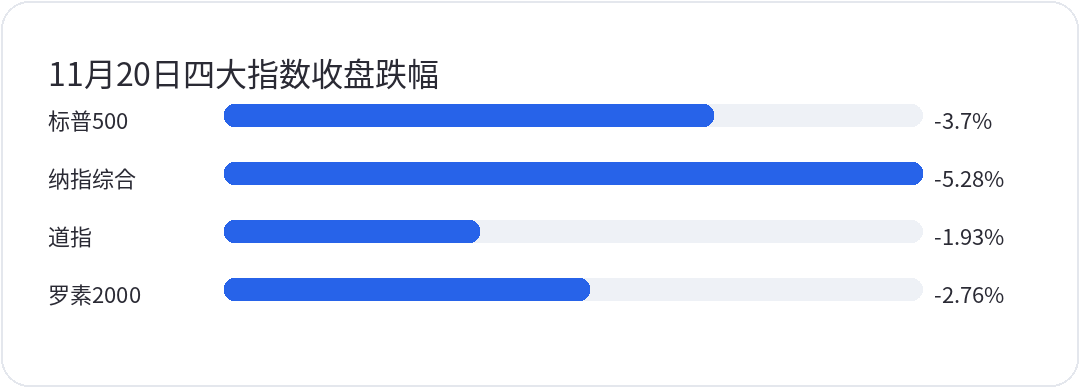 11月20日四大指数收盘跌幅
标普500 -3.7%
纳指综合 -5.28%
道指 -1.93%
罗素2000 -2.76%